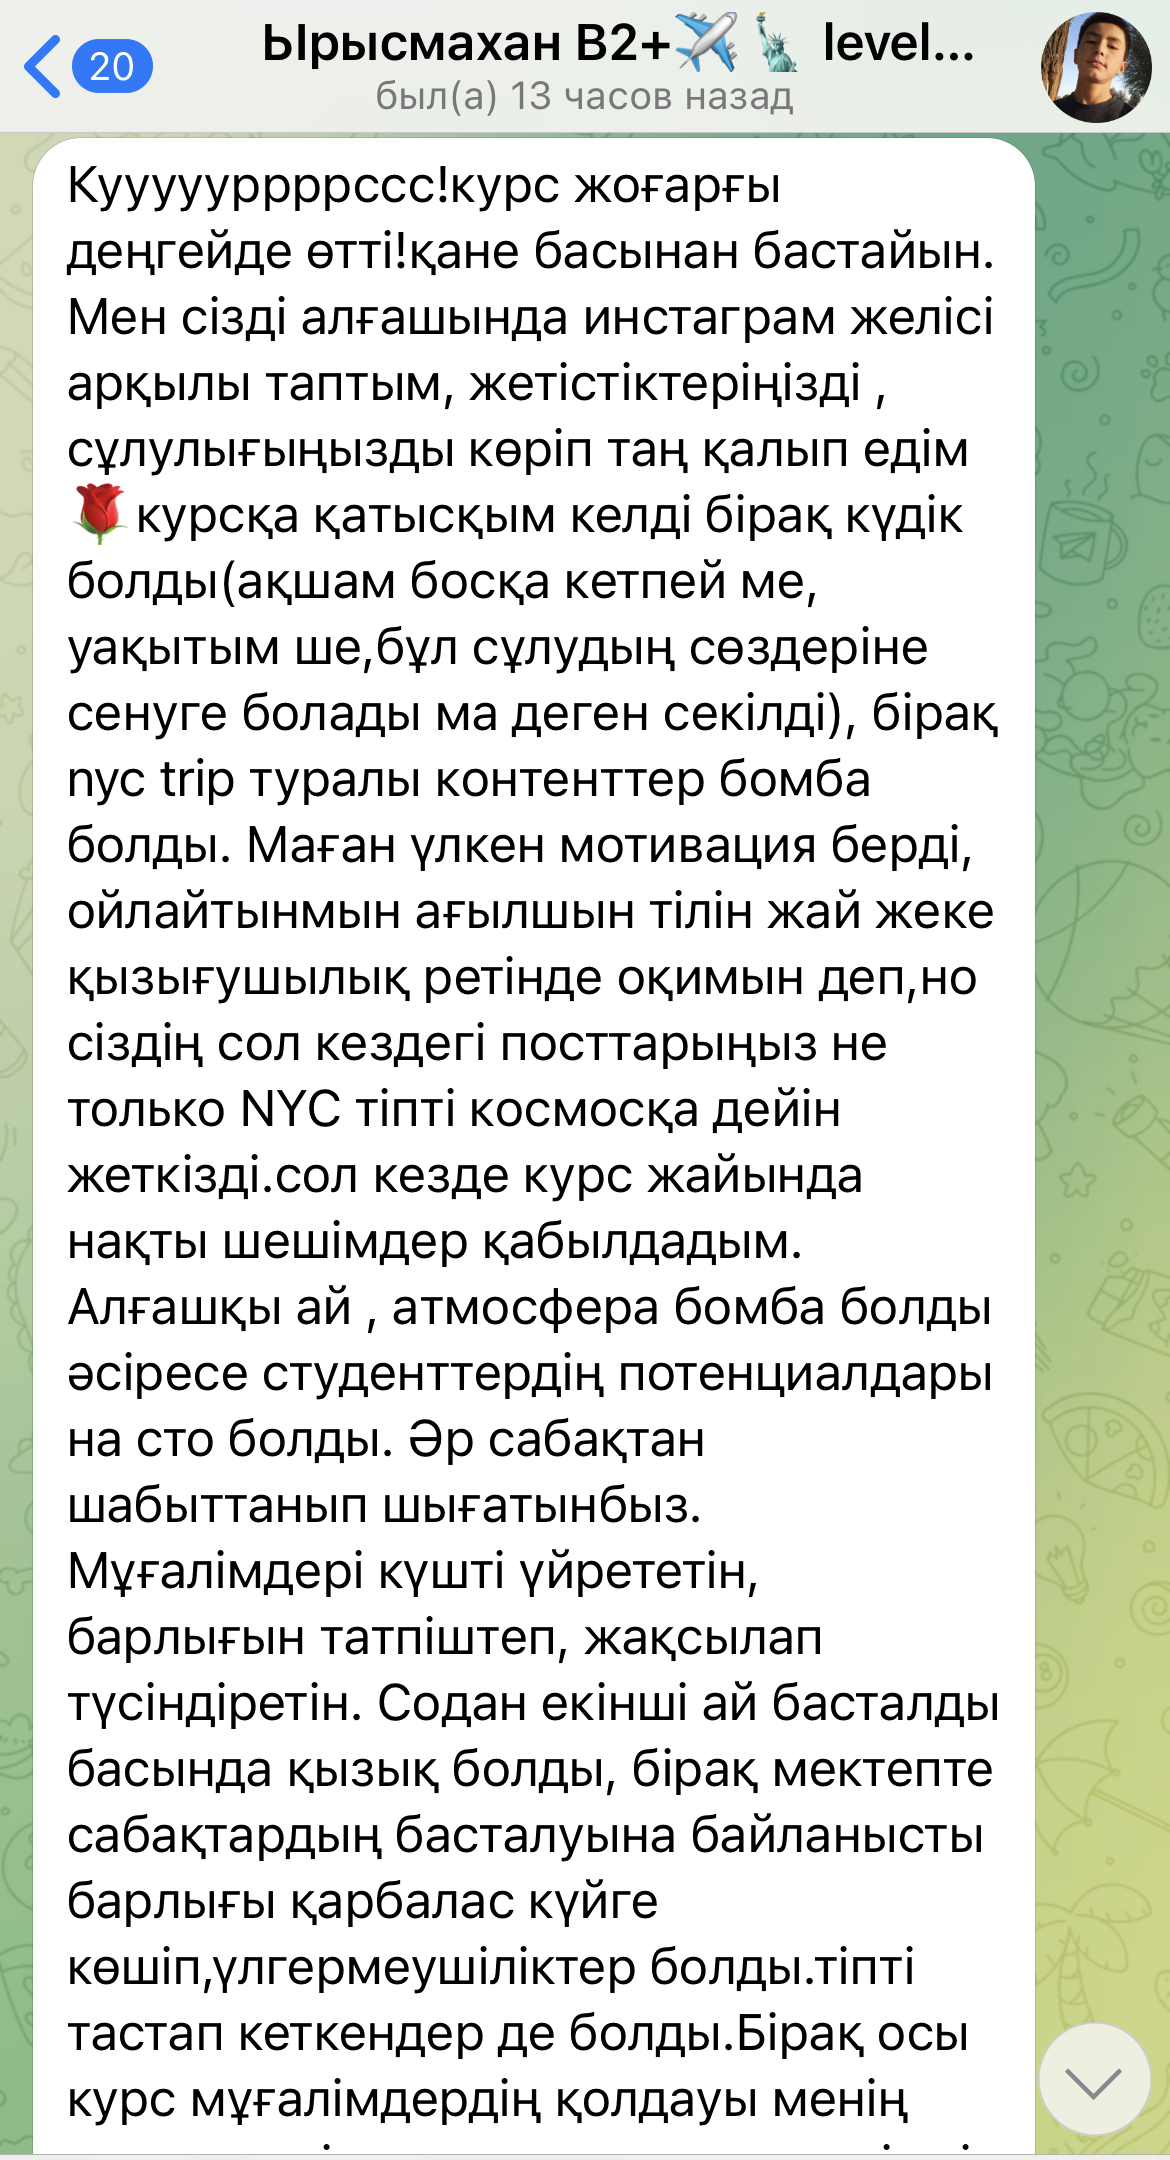 20
Ырысмахан B2+✈️🗽 level...
был(а) 13 часов назад
Кууууурррррссс!курс жоғарғы
деңгейде өтті!қане басынан бастайын.
Мен сізді алғашында инстаграм желісі
арқылы таптым, жетістіктеріңізді ,
сұлулығыңызды көріп таң қалып едім
🌹курсқа қатысқым келді бірақ күдік
болды(ақшам босқа кетпей ме,
уақытым ше,бұл сұлудың сөздеріне
сенуге болады ма деген секілді), бірақ
nyc trip туралы контенттер бомба
болды. Маған үлкен мотивация берді,
ойлайтынмын ағылшын тілін жай жеке
қызығушылық ретінде оқимын деп,но
сіздің сол кездегі посттарыңыз не
только NYC тіпті космосқа дейін
жеткізді.сол кезде курс жайында
нақты шешімдер қабылдадым.
Алғашқы ай , атмосфера бомба болды
әсіресе студенттердің потенциалдары
на сто болды. Әр сабақтан
шабыттанып шығатынбыз.
Мұғалімдері күшті үйрететін,
барлығын татпіштеп, жақсылап
түсіндіретін. Содан екінші ай басталды
басында қызық болды, бірақ мектепте
сабақтардың басталуына байланысты
барлығы қарбалас күйге
көшіп,үлгермеушіліктер болды.тіпті
тастап кеткендер де болды.Бірақ осы
курс мұғалімдердің қолдауы менің